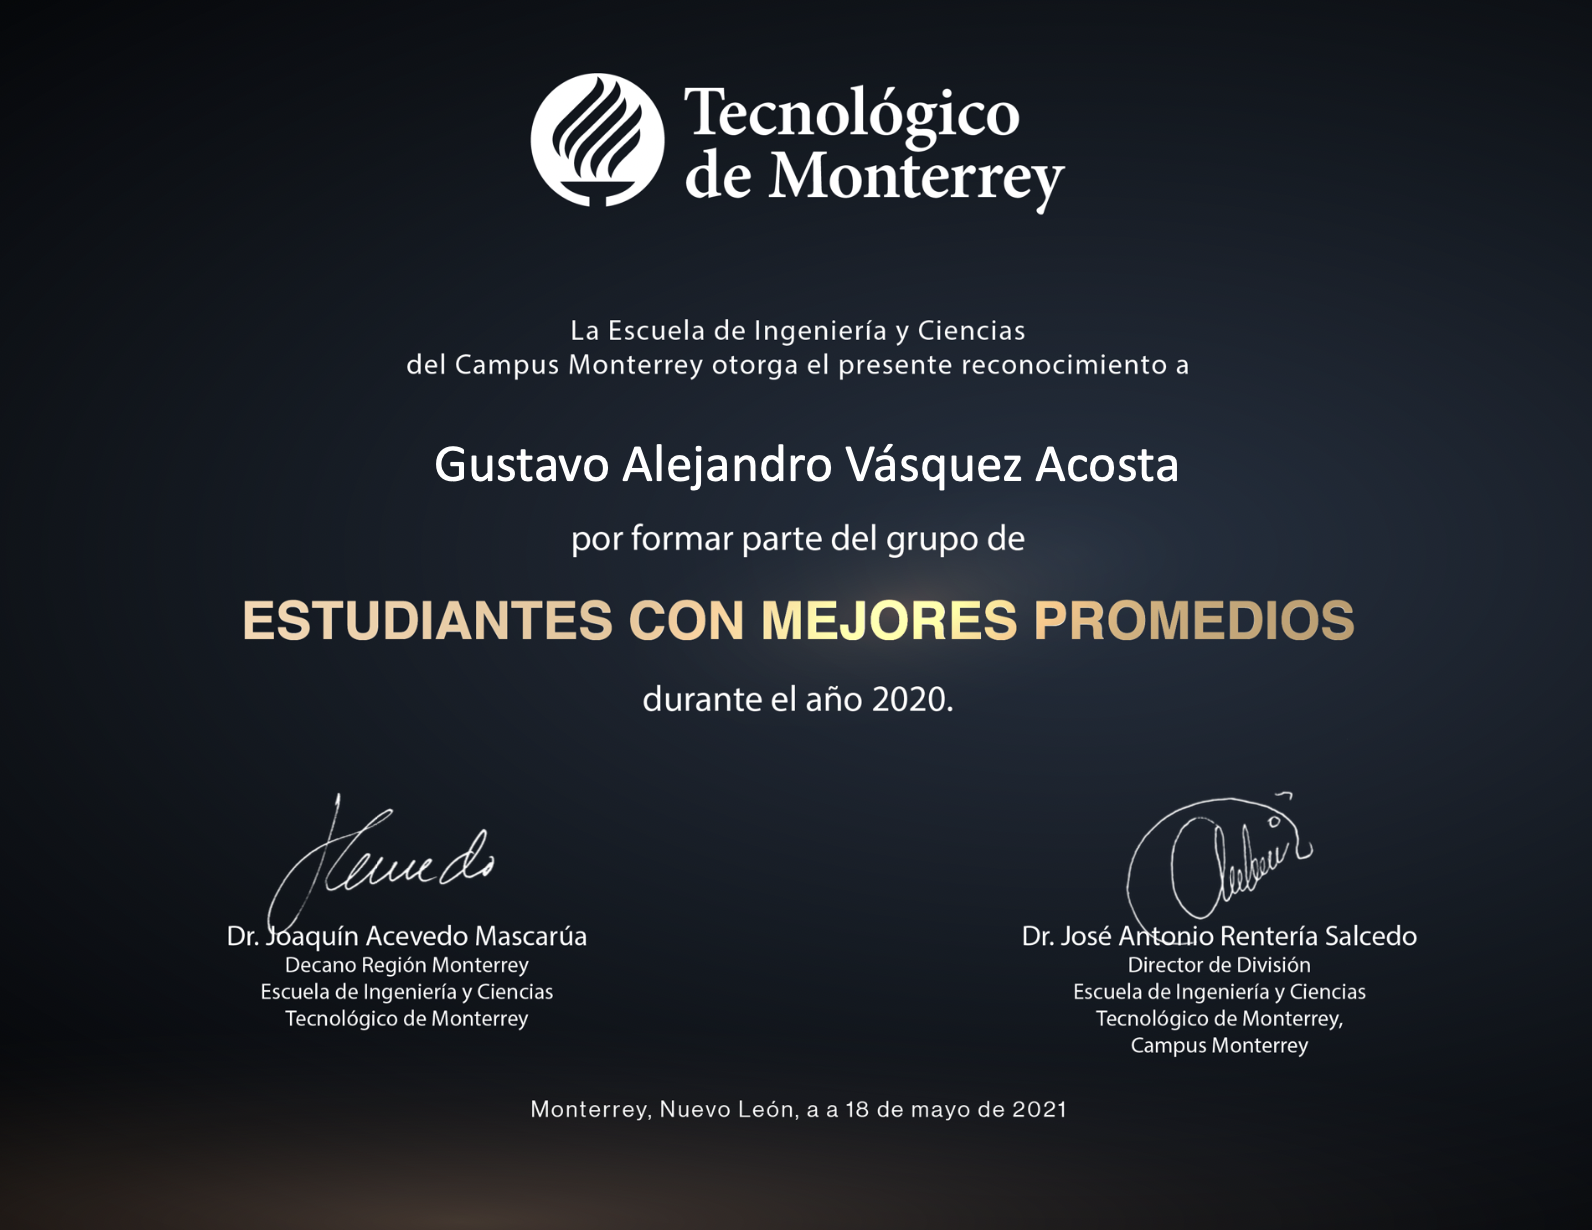 Tecnológico
de Monterrey
La Escuela de Ingeniería y Ciencias
del Campus Monterrey otorga el presente reconocimiento a
Gustavo Alejandro Vásquez Acosta
por formar parte del grupo de
ESTUDIANTES CON MEJORES PROMEDIOS
durante el año 2020.
Dr. Joaquín Acevedo Mascarúa
Decano Región Monterrey
Escuela de Ingeniería y Ciencias
Tecnológico de Monterrey
Dr. José Antonio Rentería Salcedo
Director de División
Escuela de Ingeniería y Ciencias
Tecnológico de Monterrey,
Campus Monterrey
Monterrey, Nuevo León, a a 18 de mayo de 2021